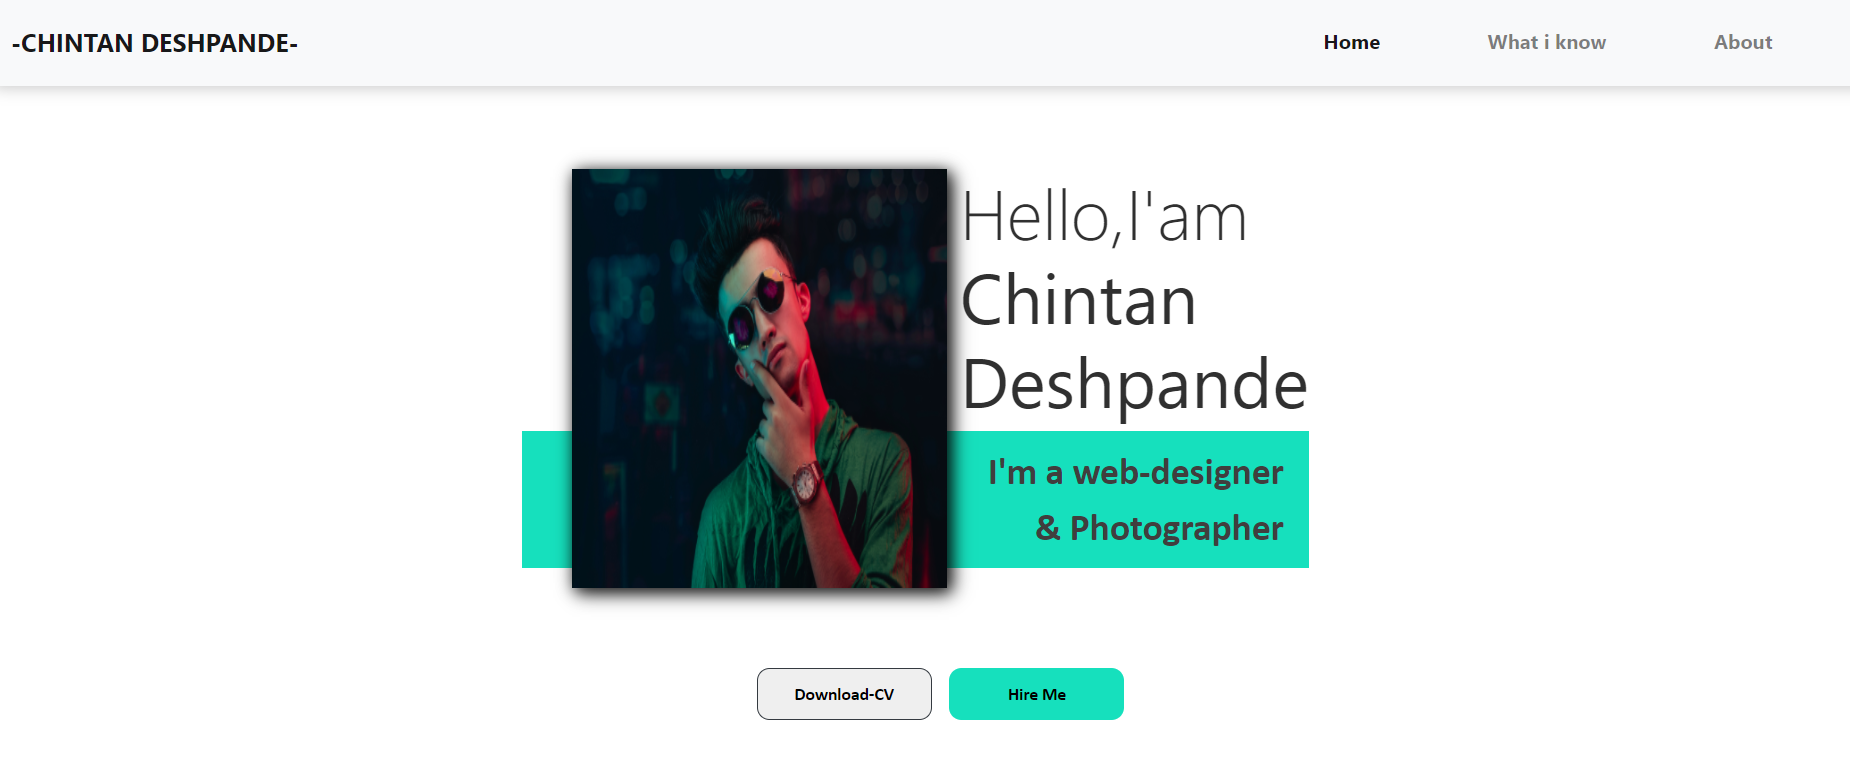 -CHINTAN DESHPANDE-
Home
What i know
About
Hello,I'am
Chintan
Deshpande
I'm a web-designer
& Photographer
Download-CV
Hire Me